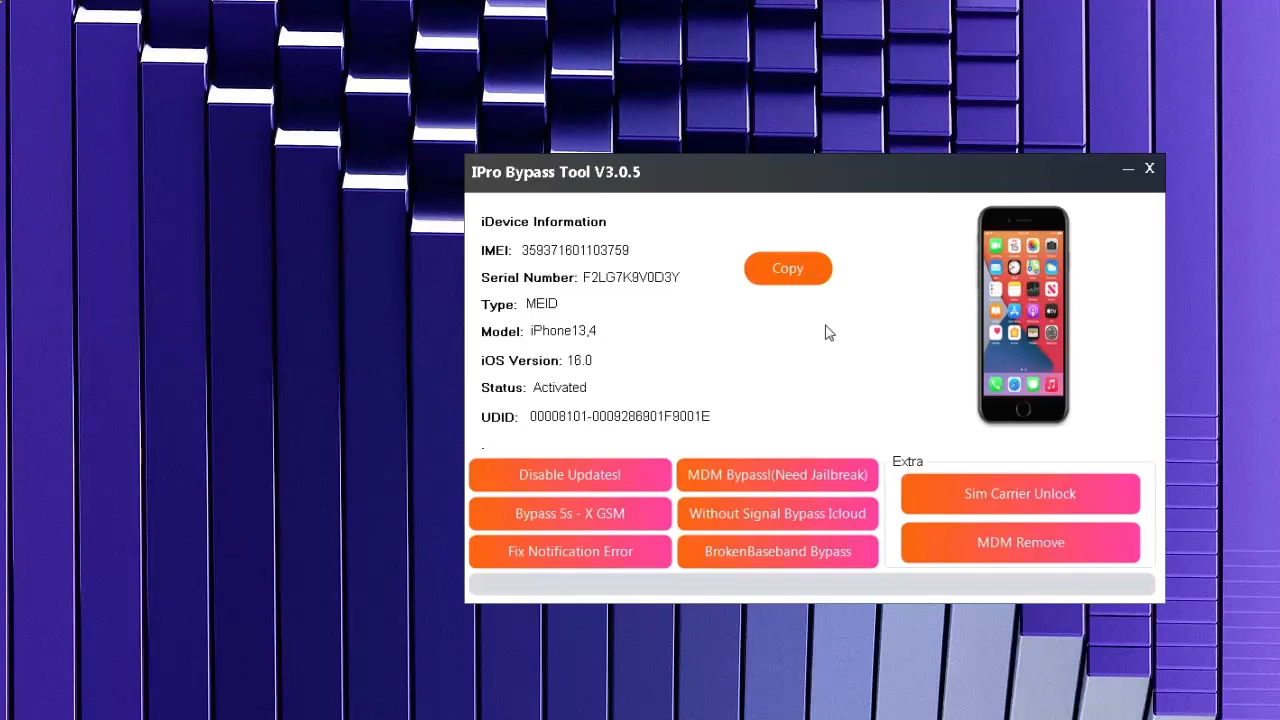 IPro Bypass Tool V3.0.5
X
iDevice Information
IMEI: 359371601103759
Copy
Serial Number: F2LG7K9V0D3Y
Type: MEID
Model: iPhone13,4
iOS Version: 16.0
Status: Activated
UDID: 00008101-0009286901F9001E
.
Disable Updates!
MDM Bypass!(Need Jailbreak)
Bypass 5s - X GSM
Without Signal Bypass Icloud
Fix Notification Error
BrokenBaseband Bypass
Extra
Sim Carrier Unlock
MDM Remove